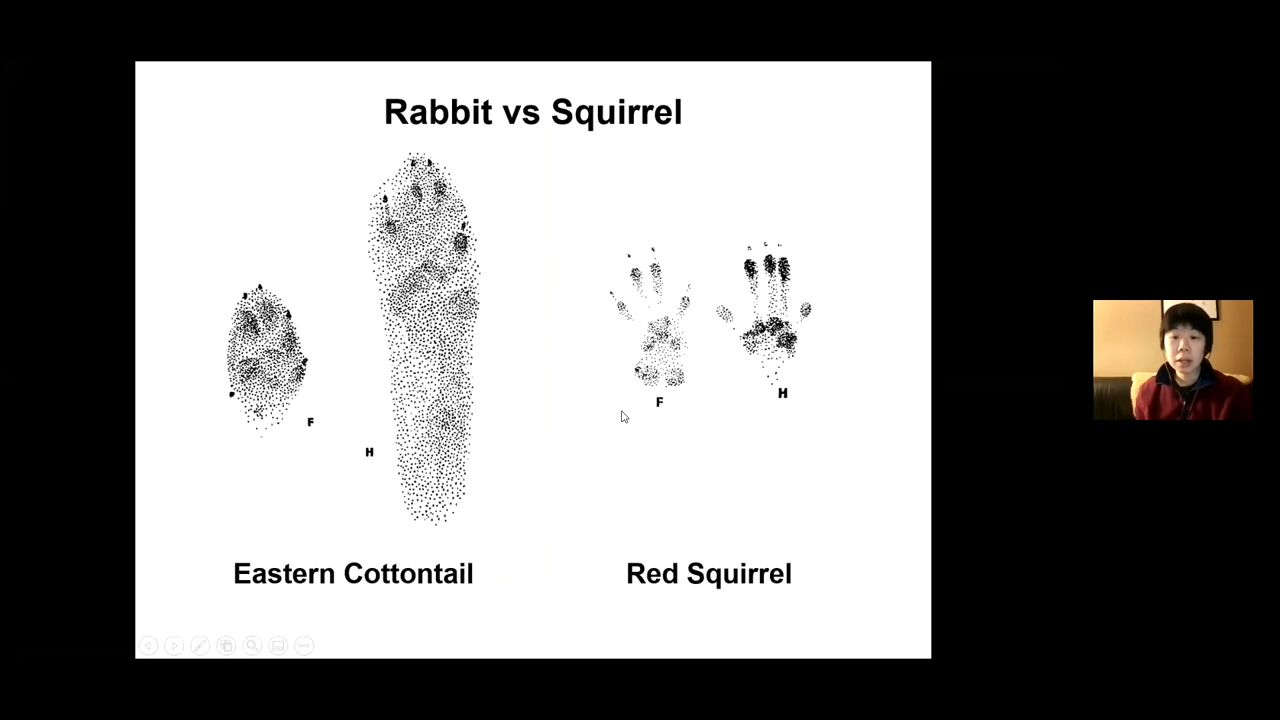 Rabbit vs Squirrel
F
H
F
H
Eastern Cottontail
Red Squirrel